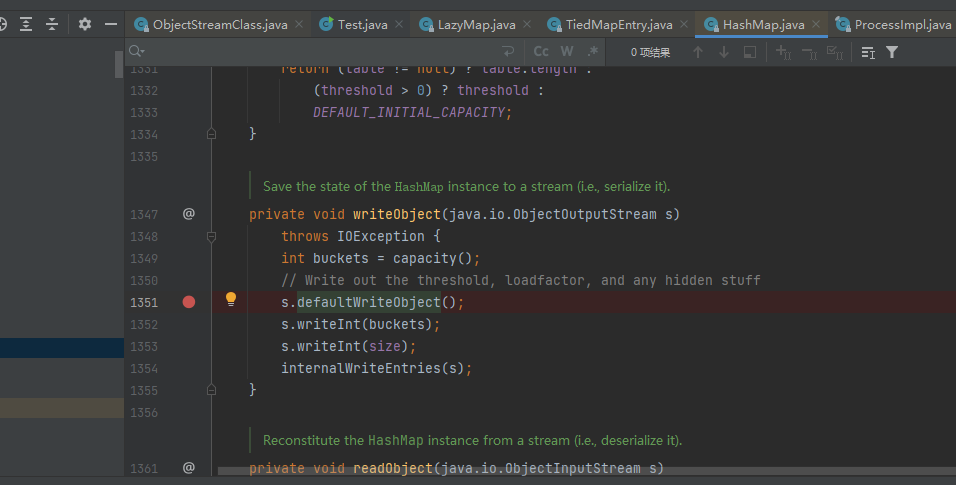 ObjectStreamClass.java Test.java LazyMap.java TiedMapEntry.java HashMap.java ProcessImpl.java
Cc W .* 0 项结果
1331 return (table != null) ? table.length :
1332 (threshold > 0) ? threshold :
1333 DEFAULT_INITIAL_CAPACITY;
1334 }
1335
Save the state of the HashMap instance to a stream (i.e., serialize it).
1347 @ private void writeObject(java.io.ObjectOutputStream s)
1348 throws IOException {
1349 int buckets = capacity();
1350 // Write out the threshold, loadfactor, and any hidden stuff
1351 s.defaultWriteObject();
1352 s.writeInt(buckets);
1353 s.writeInt(size);
1354 internalWriteEntries(s);
1355 }
1356
Reconstitute the HashMap instance from a stream (i.e., deserialize it).
1361 @ private void readObject(java.io.ObjectInputStream s)